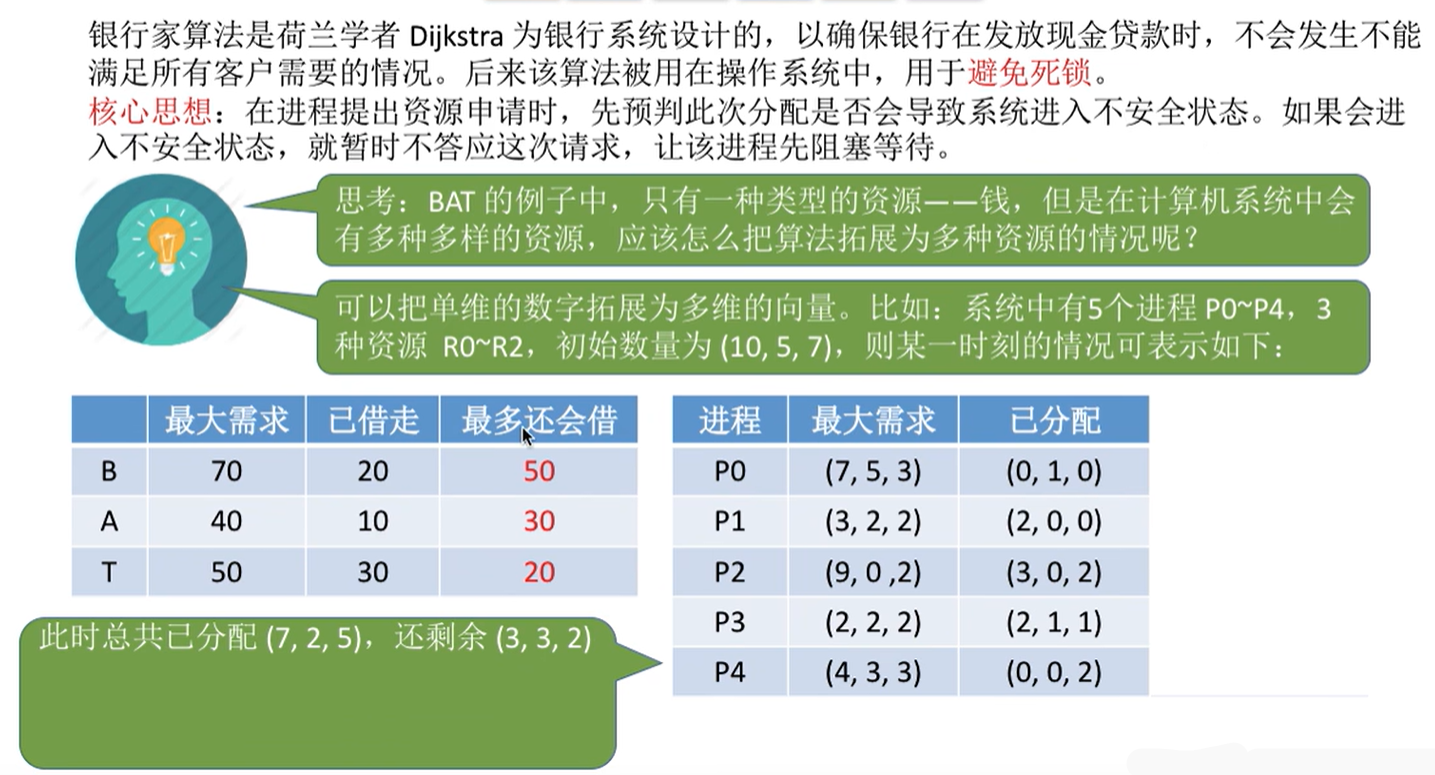 银行家算法是荷兰学者 Dijkstra 为银行系统设计的，以确保银行在发放现金贷款时，不会发生不能
满足所有客户需要的情况。后来该算法被用在操作系统中，用于避免死锁。
核心思想：在进程提出资源申请时，先预判此次分配是否会导致系统进入不安全状态。如果会进
入不安全状态，就暂时不答应这次请求，让该进程先阻塞等待。
思考：BAT 的例子中，只有一种类型的资源——钱，但是在计算机系统中会
有多种多样的资源，应该怎么把算法拓展为多种资源的情况呢？
可以把单维的数字拓展为多维的向量。比如：系统中有5个进程 P0~P4，3
种资源 R0~R2，初始数量为 (10, 5, 7)，则某一时刻的情况可表示如下：
最大需求 已借走 最多还会借
B 70 20 50
A 40 10 30
T 50 30 20
进程 最大需求 已分配
P0 (7, 5, 3) (0, 1, 0)
P1 (3, 2, 2) (2, 0, 0)
P2 (9, 0 ,2) (3, 0, 2)
P3 (2, 2, 2) (2, 1, 1)
P4 (4, 3, 3) (0, 0, 2)
此时总共已分配 (7, 2, 5)，还剩余 (3, 3, 2)